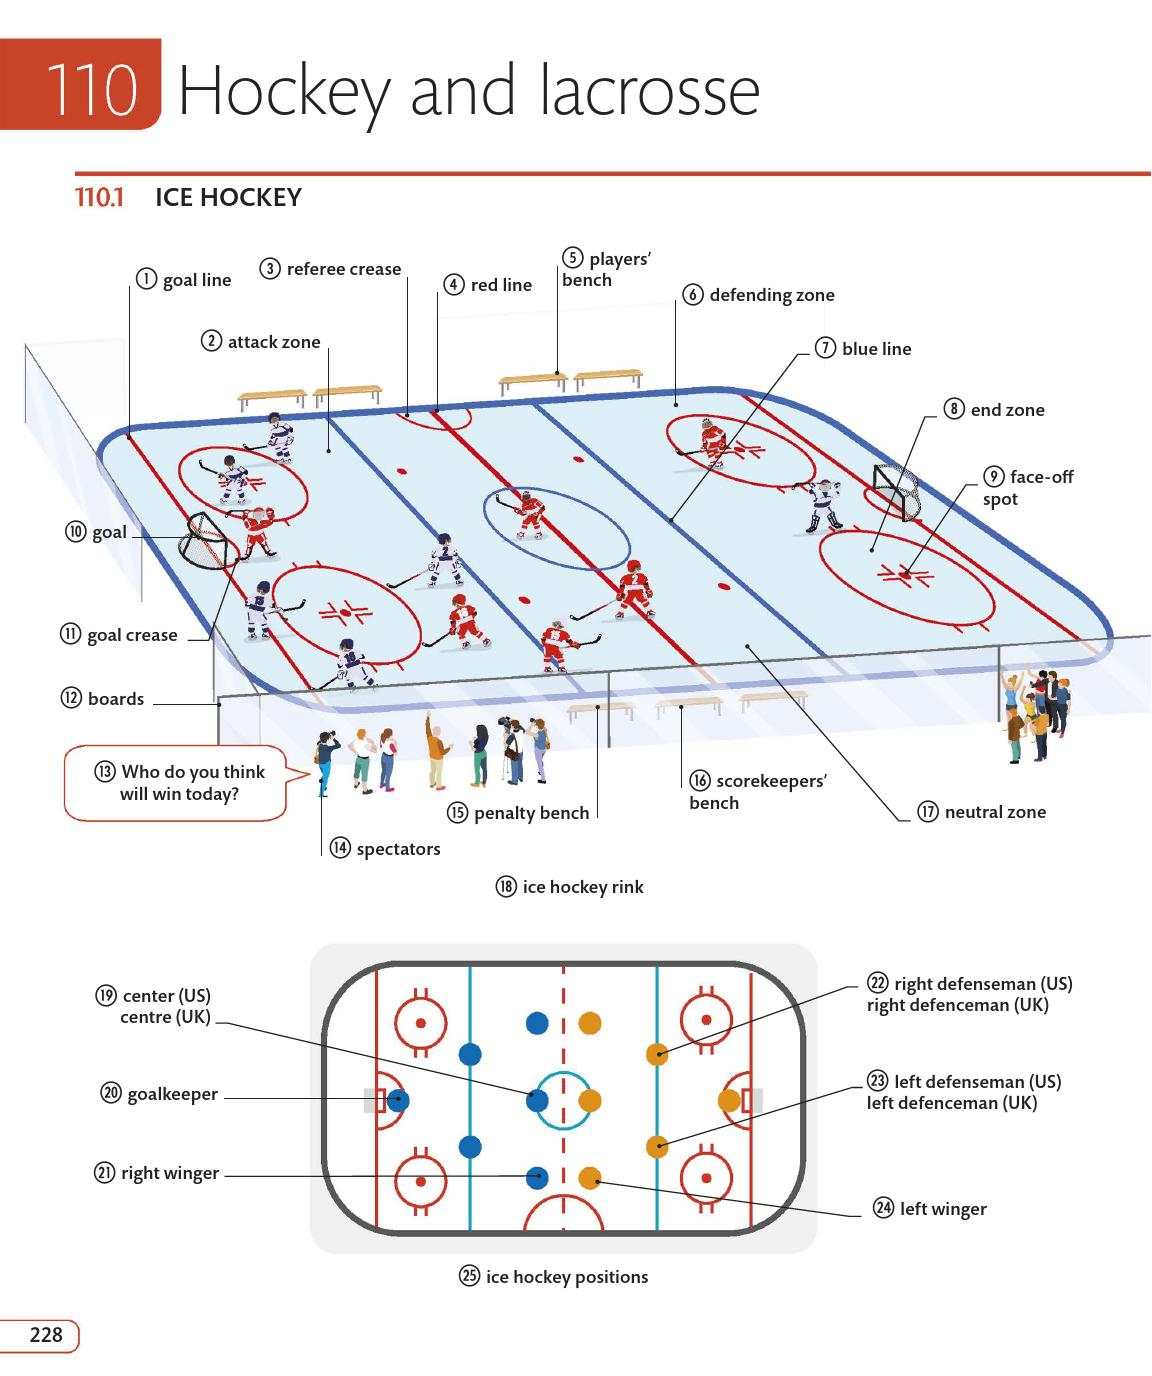 110 Hockey and lacrosse
110.1 ICE HOCKEY
① goal line
② attack zone
③ referee crease
④ red line
⑤ players’
bench
⑥ defending zone
⑦ blue line
⑧ end zone
⑨ face-off
spot
⑩ goal
⑪ goal crease
⑫ boards
⑬ Who do you think
will win today?
⑭ spectators
⑮ penalty bench
⑯ scorekeepers’
bench
⑰ neutral zone
⑱ ice hockey rink
⑲ center (US)
centre (UK)
⑳ goalkeeper
㉑ right winger
㉒ right defenseman (US)
right defenceman (UK)
㉓ left defenseman (US)
left defenceman (UK)
㉔ left winger
㉕ ice hockey positions
228